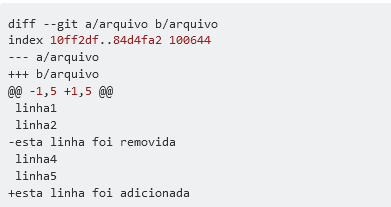 diff --git a/arquivo b/arquivo
index 10ff2df..84d4fa2 100644
--- a/arquivo
+++ b/arquivo
@@ -1,5 +1,5 @@
 linha1
 linha2
-esta linha foi removida
 linha4
 linha5
+esta linha foi adicionada